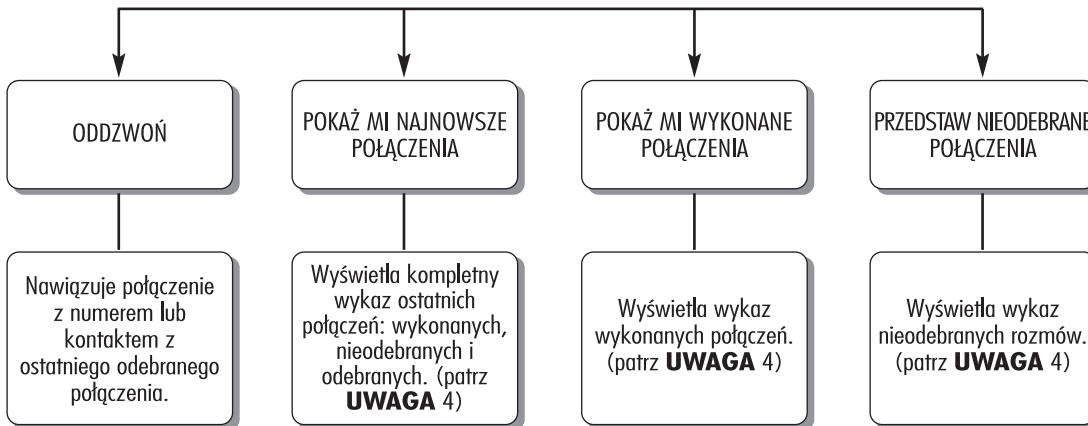 ODDZWOŃ
POKAŻ MI NAJNOWSZE
POŁĄCZENIA
POKAŻ MI WYKONANE
POŁĄCZENIA
PRZEDSTAW NIEODEBRANE
POŁĄCZENIA
Nawiązuje połączenie
z numerem lub
kontaktem z
ostatniego odebranego
połączenia.
Wyświetla kompletny
wykaz ostatnich
połączeń: wykonanych,
nieodebranych i
odebranych. (patrz
UWAGA 4)
Wyświetla wykaz
wykonanych połączeń.
(patrz UWAGA 4)
Wyświetla wykaz
nieodebranych rozmów.
(patrz UWAGA 4)